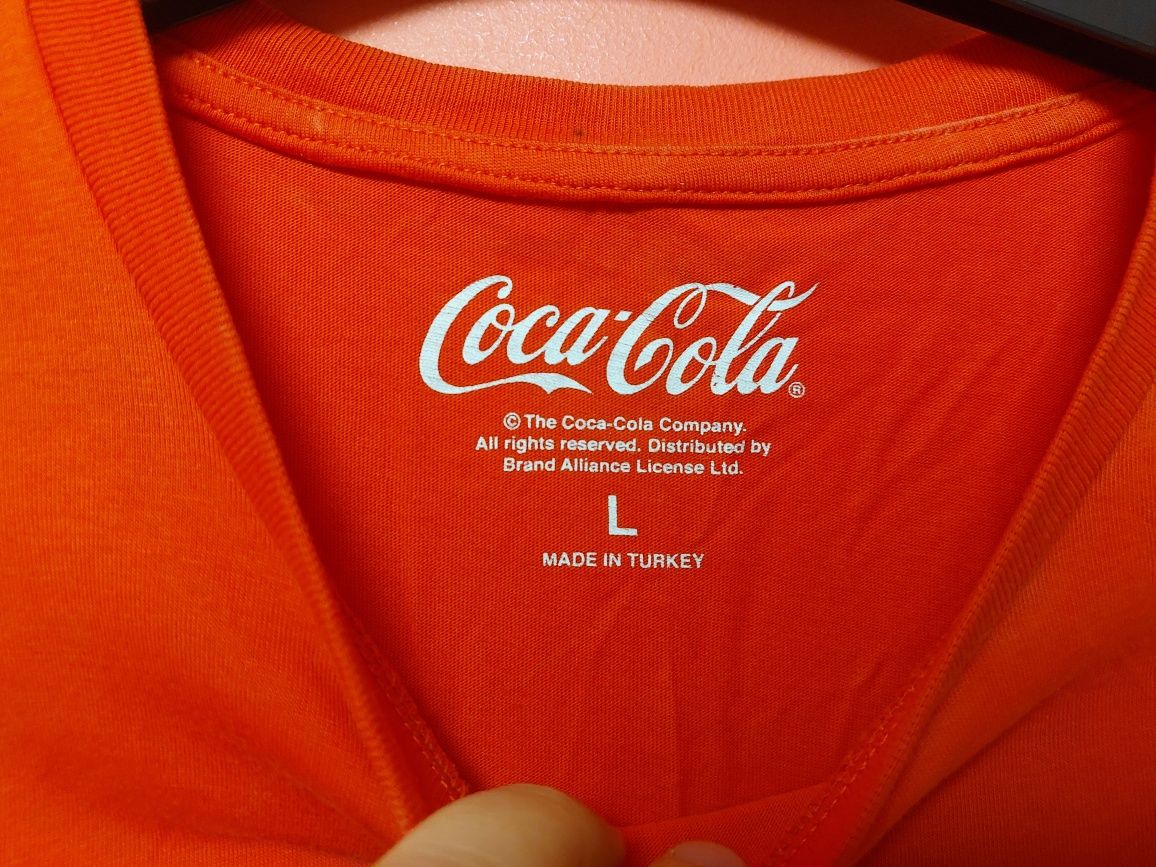 Coca-Cola®
© The Coca-Cola Company.
All rights reserved. Distributed by
Brand Alliance License Ltd.
L
MADE IN TURKEY